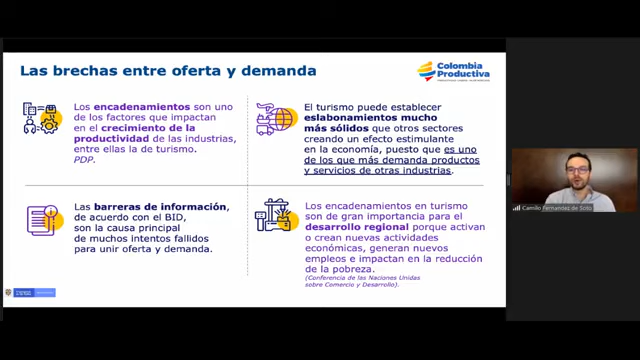 Las brechas entre oferta y demanda
Colombia
Productiva
Los encadenamientos son uno
de los factores que impactan
en el crecimiento de la
productividad de las industrias,
entre ellas la de turismo.
PDP.
El turismo puede establecer
eslabonamientos mucho
más sólidos que otros sectores
creando un efecto estimulante
en la economía, puesto que es uno
de los que más demanda productos
y servicios de otras industrias.
Las barreras de información,
de acuerdo con el BID,
son la causa principal
de muchos intentos fallidos
para unir oferta y demanda.
Los encadenamientos en turismo
son de gran importancia para el
desarrollo regional porque activan
o crean nuevas actividades
económicas, generan nuevos
empleos e impactan en la reducción
de la pobreza.
(Conferencia de las Naciones Unidas
sobre Comercio y Desarrollo).
Camilo Fernandez de Soto